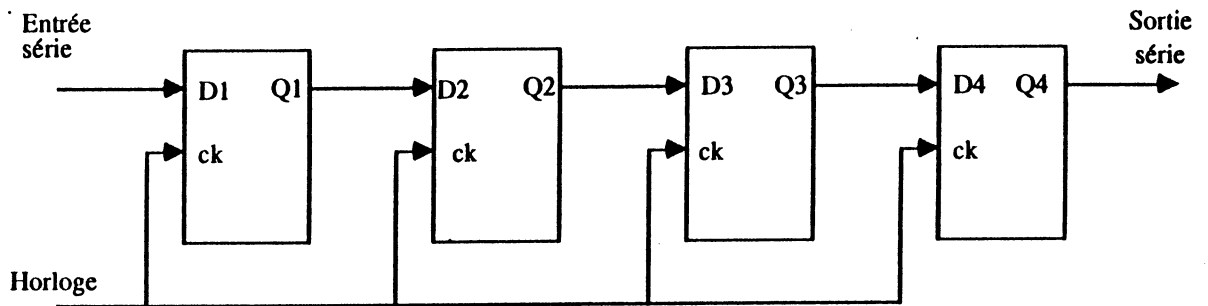 Entrée
série
Sortie
série
D1 Q1
D2 Q2
D3 Q3
D4 Q4
ck
ck
ck
ck
Horloge